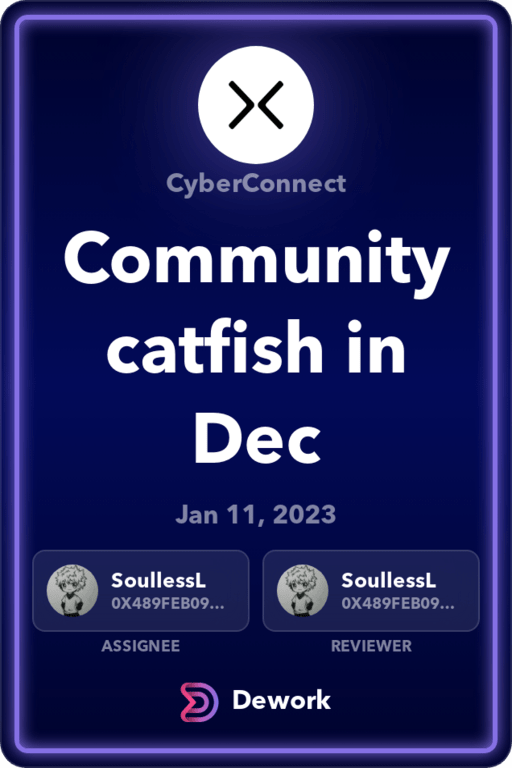 CyberConnect
Community
catfish in
Dec
Jan 11, 2023
SoullessL
0X489FEB09...
ASSIGNEE
SoullessL
0X489FEB09...
REVIEWER
Dework